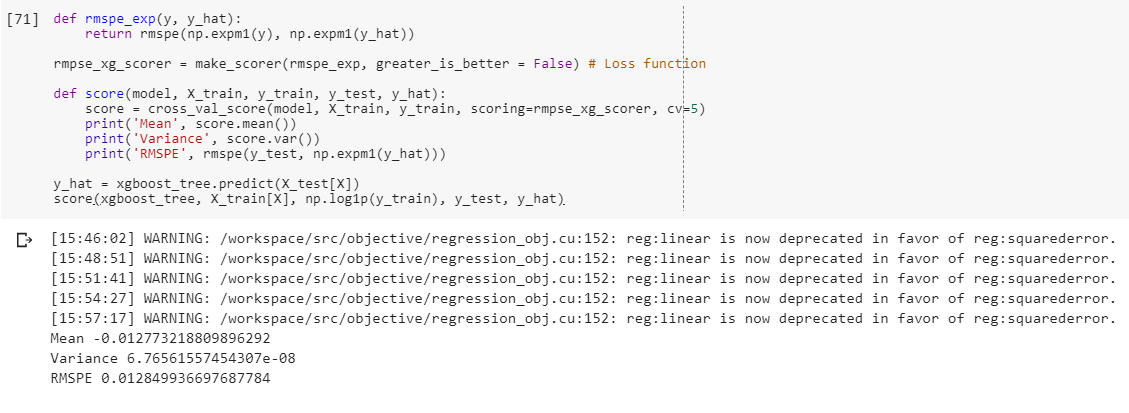 [71] def rmspe_exp(y, y_hat):
return rmspe(np.expm1(y), np.expm1(y_hat))
rmpse_xg_scorer = make_scorer(rmspe_exp, greater_is_better = False) # Loss function
def score(model, X_train, y_train, y_test, y_hat):
score = cross_val_score(model, X_train, y_train, scoring=rmpse_xg_scorer, cv=5)
print('Mean', score.mean())
print('Variance', score.var())
print('RMSPE', rmspe(y_test, np.expm1(y_hat)))
y_hat = xgboost_tree.predict(X_test[X])
score(xgboost_tree, X_train[X], np.log1p(y_train), y_test, y_hat)
[15:46:02] WARNING: /workspace/src/objective/regression_obj.cu:152: reg:linear is now deprecated in favor of reg:squarederror.
[15:48:51] WARNING: /workspace/src/objective/regression_obj.cu:152: reg:linear is now deprecated in favor of reg:squarederror.
[15:51:41] WARNING: /workspace/src/objective/regression_obj.cu:152: reg:linear is now deprecated in favor of reg:squarederror.
[15:54:27] WARNING: /workspace/src/objective/regression_obj.cu:152: reg:linear is now deprecated in favor of reg:squarederror.
[15:57:17] WARNING: /workspace/src/objective/regression_obj.cu:152: reg:linear is now deprecated in favor of reg:squarederror.
Mean -0.012773218809896292
Variance 6.76561557454307e-08
RMSPE 0.012849936697687784